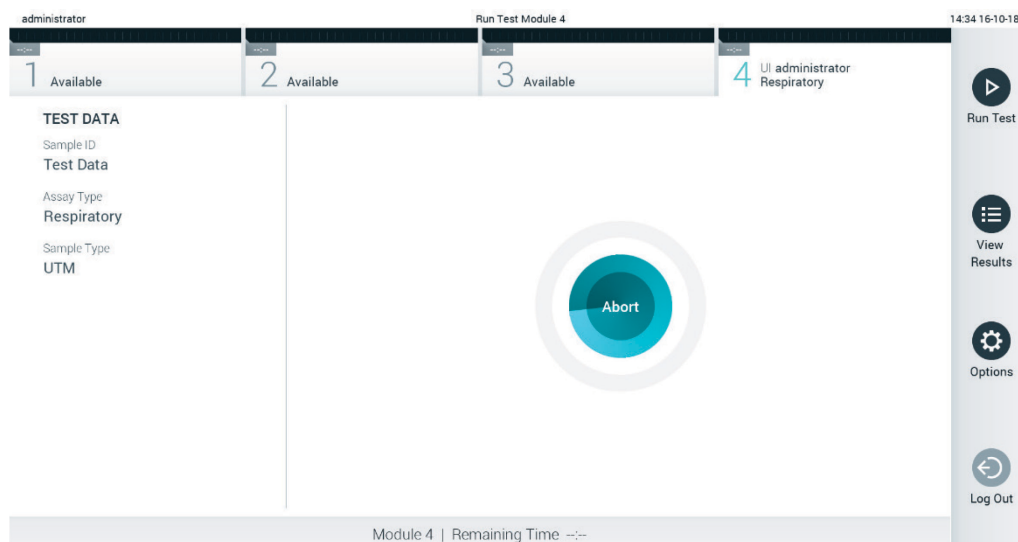 administrator
Run Test Module 4
14:34 16-10-18
--:--
1 Available
--:--
2 Available
--:--
3 Available
--:--
4 UI administrator
Respiratory
TEST DATA
Sample ID
Test Data
Assay Type
Respiratory
Sample Type
UTM
Abort
Run Test
View
Results
Options
Log Out
Module 4 | Remaining Time --:--